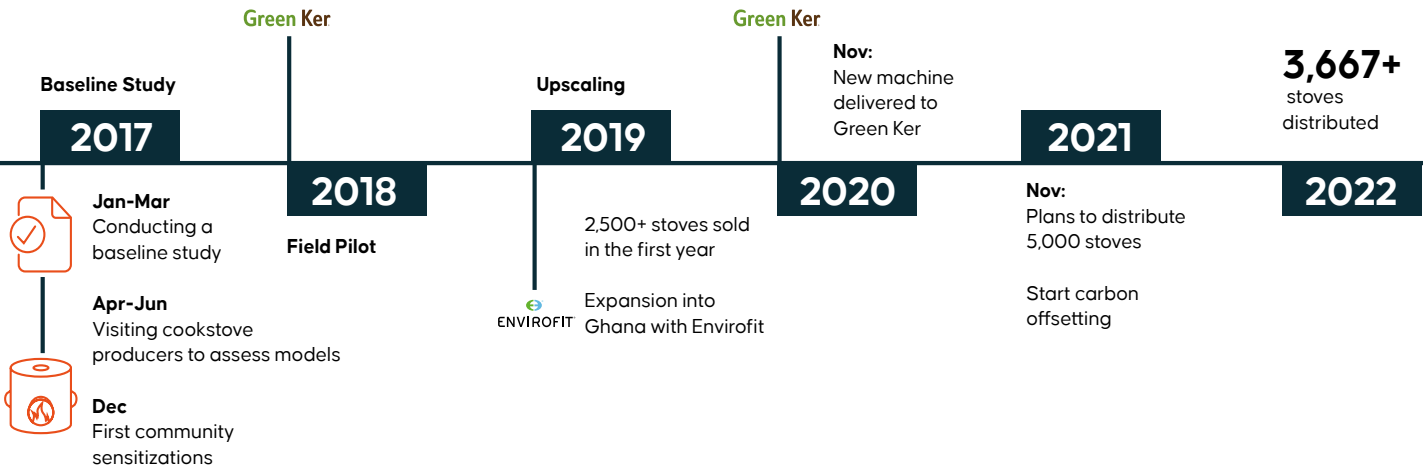 Green Ker
Baseline Study
2017
Jan-Mar
Conducting a
baseline study
Apr-Jun
Visiting cookstove
producers to assess models
Dec
First community
sensitizations
2018
Field Pilot
Upscaling
2019
2,500+ stoves sold
in the first year
ENVIROFIT
Expansion into
Ghana with Envirofit
Green Ker
2020
Nov:
New machine
delivered to
Green Ker
2021
Nov:
Plans to distribute
5,000 stoves
Start carbon
offsetting
3,667+
stoves
distributed
2022